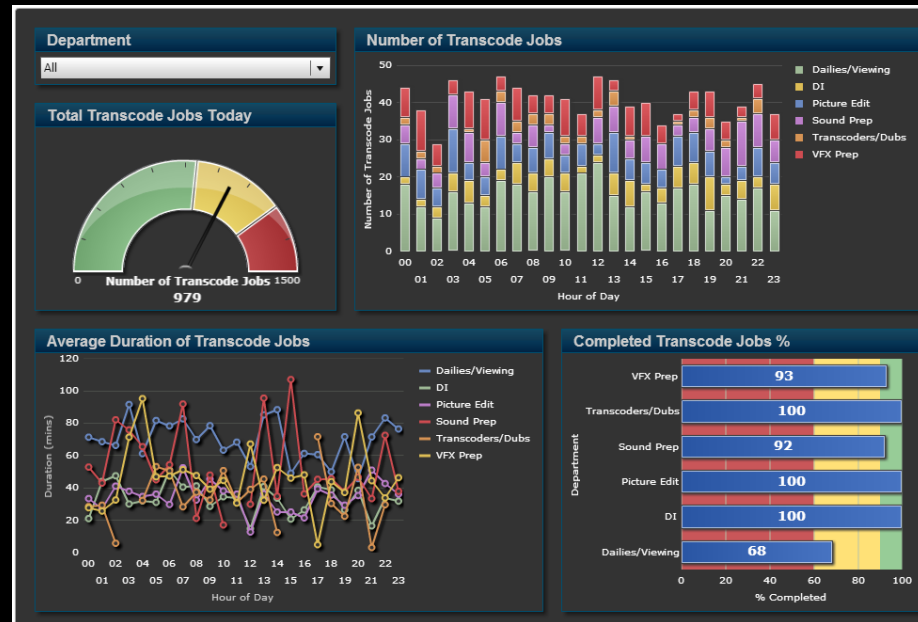 Department
All
Total Transcode Jobs Today
0
Number of Transcode Jobs
1500
979
Number of Transcode Jobs
Number of Transcode Jobs
50
40
30
20
10
0
00 02 04 06 08 10 12 14 16 18 20 22
01 03 05 07 09 11 13 15 17 19 21 23
Hour of Day
Dailies/Viewing
DI
Picture Edit
Sound Prep
Transcoders/Dubs
VFX Prep
Average Duration of Transcode Jobs
Duration (mins)
120
100
80
60
40
20
0
00 02 04 06 08 10 12 14 16 18 20 22
01 03 05 07 09 11 13 15 17 19 21 23
Hour of Day
Dailies/Viewing
DI
Picture Edit
Sound Prep
Transcoders/Dubs
VFX Prep
Completed Transcode Jobs %
Department
VFX Prep 93
Transcoders/Dubs 100
Sound Prep 92
Picture Edit 100
DI 100
Dailies/Viewing 68
0 20 40 60 80 100
% Completed